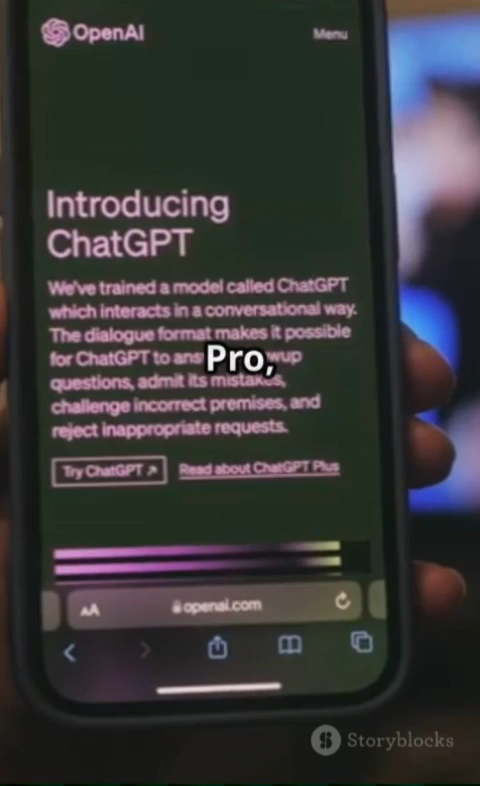 OpenAI
Menu
Introducing
ChatGPT
We've trained a model called ChatGPT
which interacts in a conversational way.
The dialogue format makes it possible
for ChatGPT to ans wup
Pro,
questions, admit its mistakes,
challenge incorrect premises, and
reject inappropriate requests.
Try ChatGPT ↗
Read about ChatGPT Plus
AA
openai.com
Storyblocks